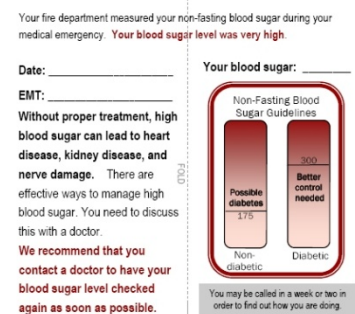 Your fire department measured your non-fasting blood sugar during your
medical emergency. Your blood sugar level was very high.
Date: ____________________
EMT: ____________________
Without proper treatment, high
blood sugar can lead to heart
disease, kidney disease, and
nerve damage. There are
effective ways to manage high
blood sugar. You need to discuss
this with a doctor.
We recommend that you
contact a doctor to have your
blood sugar level checked
again as soon as possible.
FOLD
Your blood sugar: ________
Non-Fasting Blood
Sugar Guidelines
Possible
diabetes
175
300
Better
control
needed
Non-
diabetic
Diabetic
You may be called in a week or two in
order to find out how you are doing.